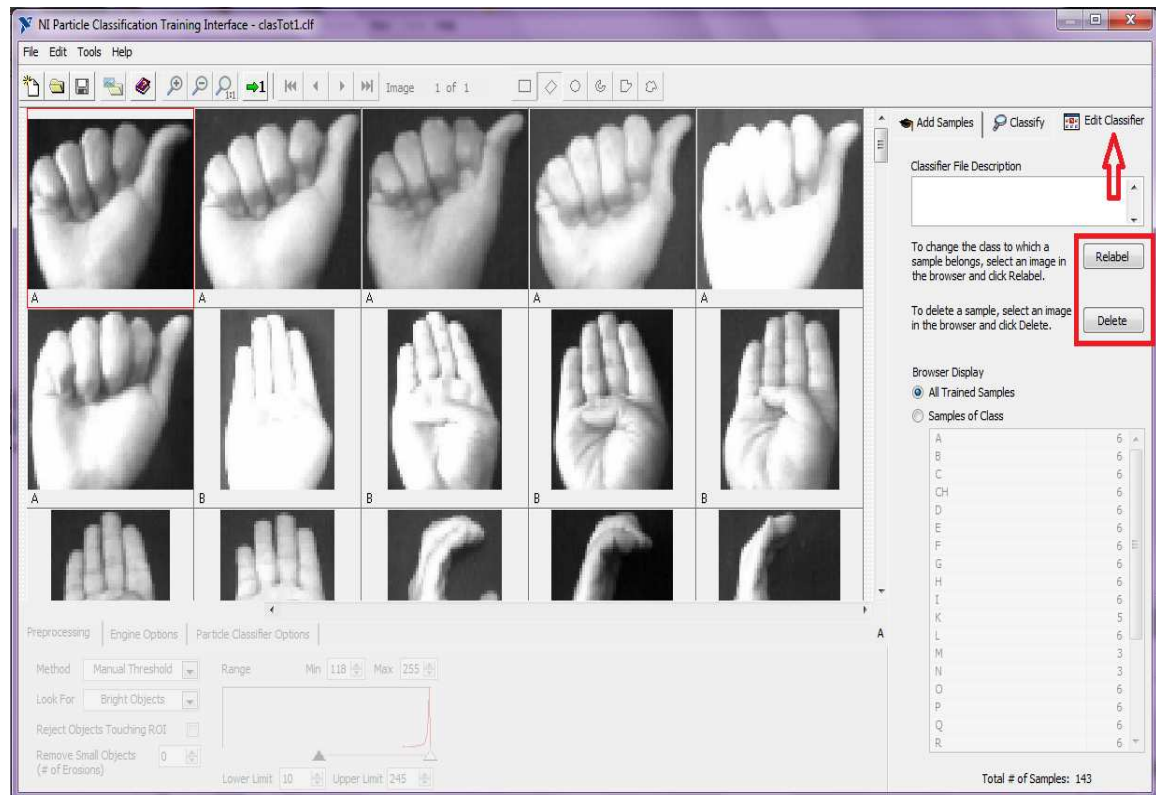 NI Particle Classification Training Interface - clasTot1.clf
File Edit Tools Help
1:1 1 Image 1 of 1
Add Samples Classify Edit Classifier
Classifier File Description
To change the class to which a
sample belongs, select an image in
the browser and click Relabel.
Relabel
To delete a sample, select an image
in the browser and click Delete.
Delete
Browser Display
All Trained Samples
Samples of Class
A 6
B 6
C 6
CH 6
D 6
E 6
F 6
G 6
H 6
I 6
K 5
L 6
M 3
N 3
O 6
P 6
Q 6
R 6
Total # of Samples: 143
A A A A A
A B B B B
Preprocessing Engine Options Particle Classifier Options A
Method Manual Threshold
Look For Bright Objects
Reject Objects Touching ROI
Remove Small Objects 0
(# of Erosions)
Range Min 118 Max 255
Lower Limit 10 Upper Limit 245